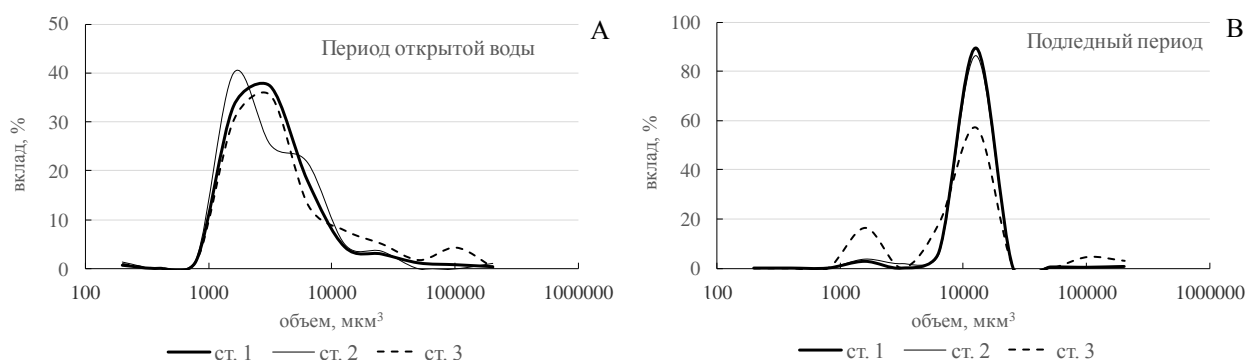 А
Период открытой воды
вклад, %
50
40
30
20
10
0
100
1000
10000
100000
1000000
объем, мкм³
ст. 1
ст. 2
ст. 3
В
Подледный период
вклад, %
100
80
60
40
20
0
100
1000
10000
100000
1000000
объем, мкм³
ст. 1
ст. 2
ст. 3